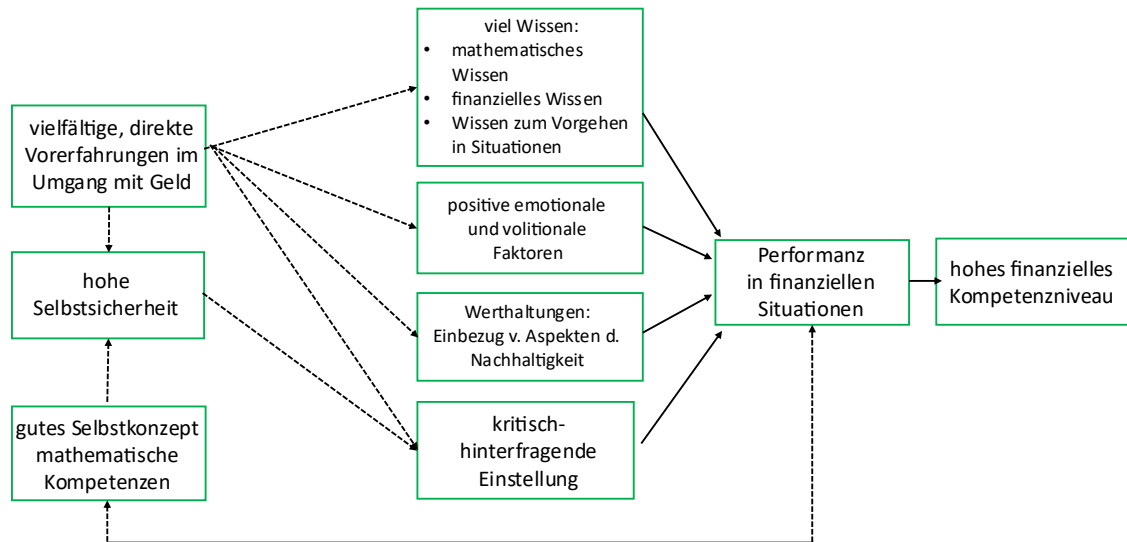 viel Wissen:
• mathematisches
Wissen
• finanzielles Wissen
• Wissen zum Vorgehen
in Situationen
vielfältige, direkte
Vorerfahrungen im
Umgang mit Geld
positive emotionale
und volitionale
Faktoren
hohe
Selbstsicherheit
Performanz
in finanziellen
Situationen
hohes finanzielles
Kompetenzniveau
Werthaltungen:
Einbezug v. Aspekten d.
Nachhaltigkeit
gutes Selbstkonzept
mathematische
Kompetenzen
kritisch-
hinterfragende
Einstellung